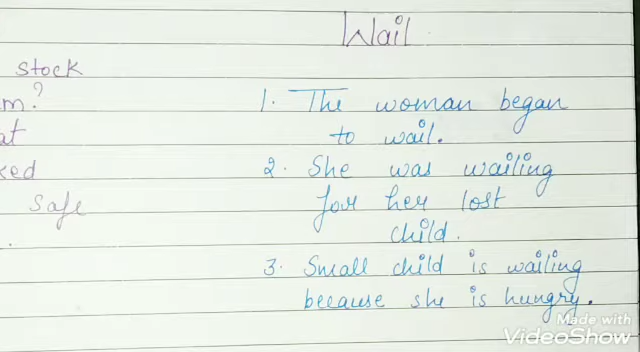 stock
m?
at
ked
safe
.
Wail
1. The woman began
to wail.
2. She was wailing
for her lost
child.
3. Small child is wailing
because she is hungry.
Made with
VideoShow